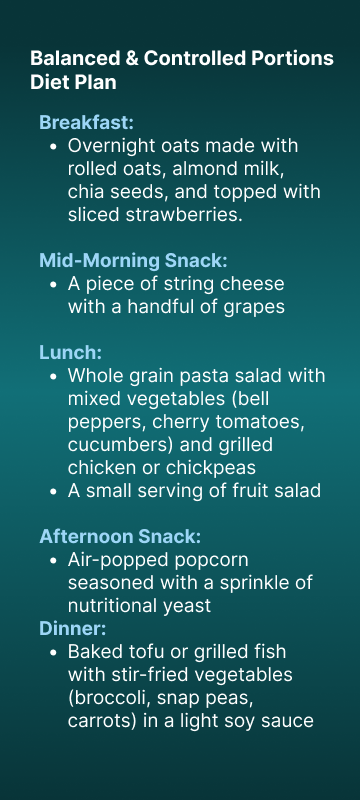 Balanced & Controlled Portions
Diet Plan
Breakfast:
• Overnight oats made with
rolled oats, almond milk,
chia seeds, and topped with
sliced strawberries.
Mid-Morning Snack:
• A piece of string cheese
with a handful of grapes
Lunch:
• Whole grain pasta salad with
mixed vegetables (bell
peppers, cherry tomatoes,
cucumbers) and grilled
chicken or chickpeas
• A small serving of fruit salad
Afternoon Snack:
• Air-popped popcorn
seasoned with a sprinkle of
nutritional yeast
Dinner:
• Baked tofu or grilled fish
with stir-fried vegetables
(broccoli, snap peas,
carrots) in a light soy sauce